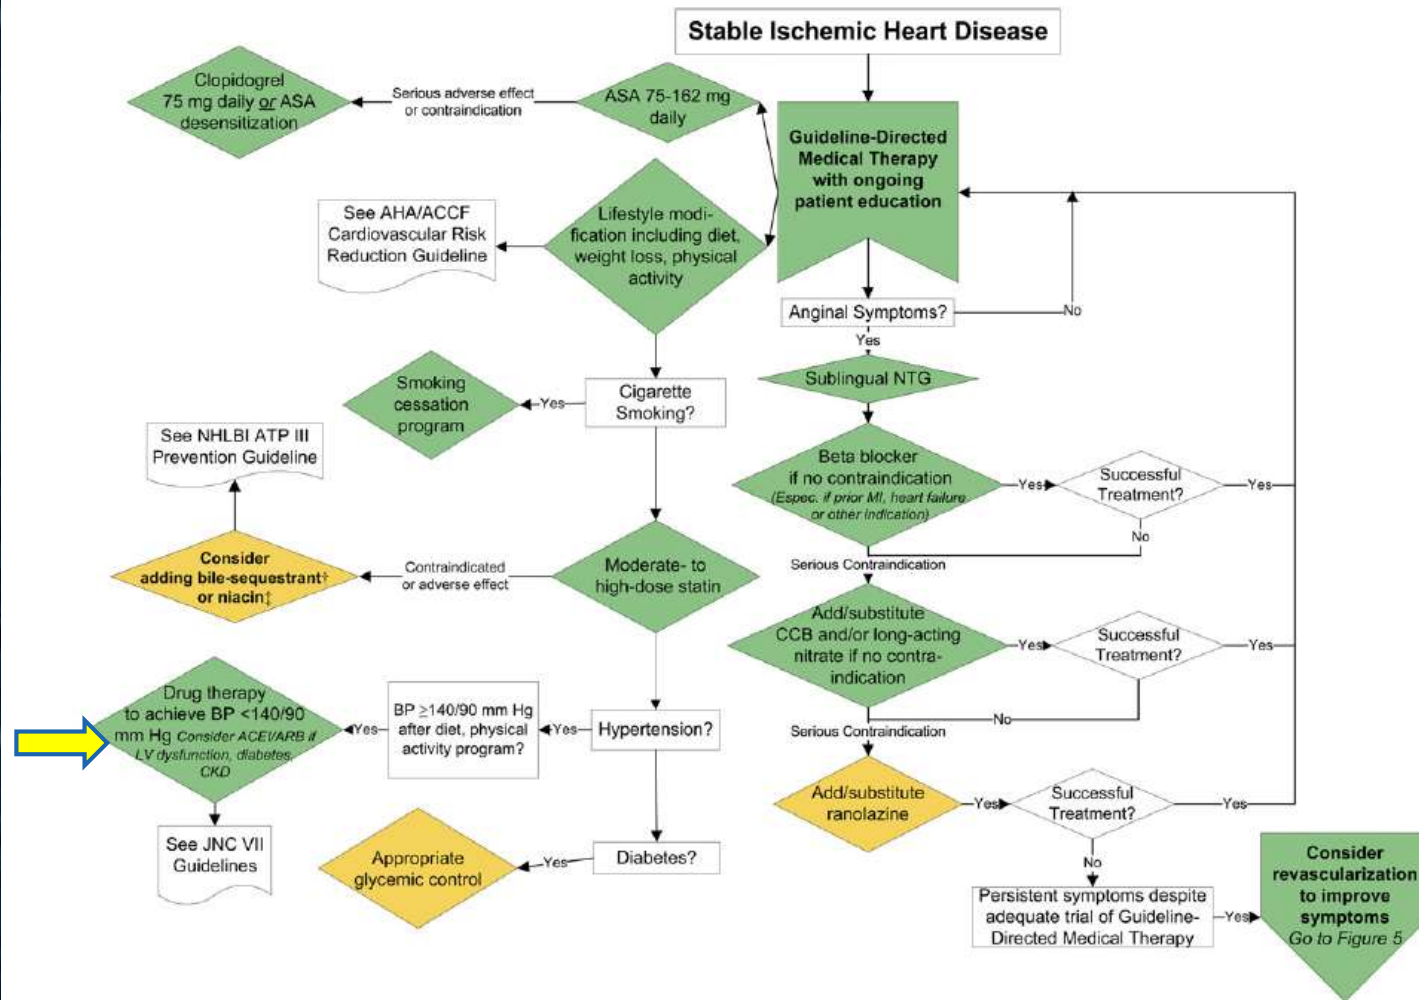 Stable Ischemic Heart Disease
Clopidogrel
75 mg daily or ASA
desensitization
Serious adverse effect
or contraindication
ASA 75-162 mg
daily
Guideline-Directed
Medical Therapy
with ongoing
patient education
See AHA/ACCF
Cardiovascular Risk
Reduction Guideline
Lifestyle modi-
fication including diet,
weight loss, physical
activity
Anginal Symptoms?
No
Yes
Sublingual NTG
Smoking
cessation
program
Yes
Cigarette
Smoking?
See NHLBI ATP III
Prevention Guideline
Beta blocker
if no contraindication
(Espec. if prior MI, heart failure
or other indication)
Yes
Successful
Treatment?
Yes
No
Serious Contraindication
Consider
adding bile-sequestrant†
or niacin‡
Contraindicated
or adverse effect
Moderate- to
high-dose statin
Add/substitute
CCB and/or long-acting
nitrate if no contra-
indication
Yes
Successful
Treatment?
Yes
No
Serious Contraindication
Drug therapy
to achieve BP <140/90
mm Hg Consider ACEI/ARB if
LV dysfunction, diabetes,
CKD
Yes
BP ≥140/90 mm Hg
after diet, physical
activity program?
Yes
Hypertension?
Add/substitute
ranolazine
Yes
Successful
Treatment?
Yes
No
See JNC VII
Guidelines
Appropriate
glycemic control
Yes
Diabetes?
Persistent symptoms despite
adequate trial of Guideline-
Directed Medical Therapy
Yes
Consider
revascularization
to improve
symptoms
Go to Figure 5